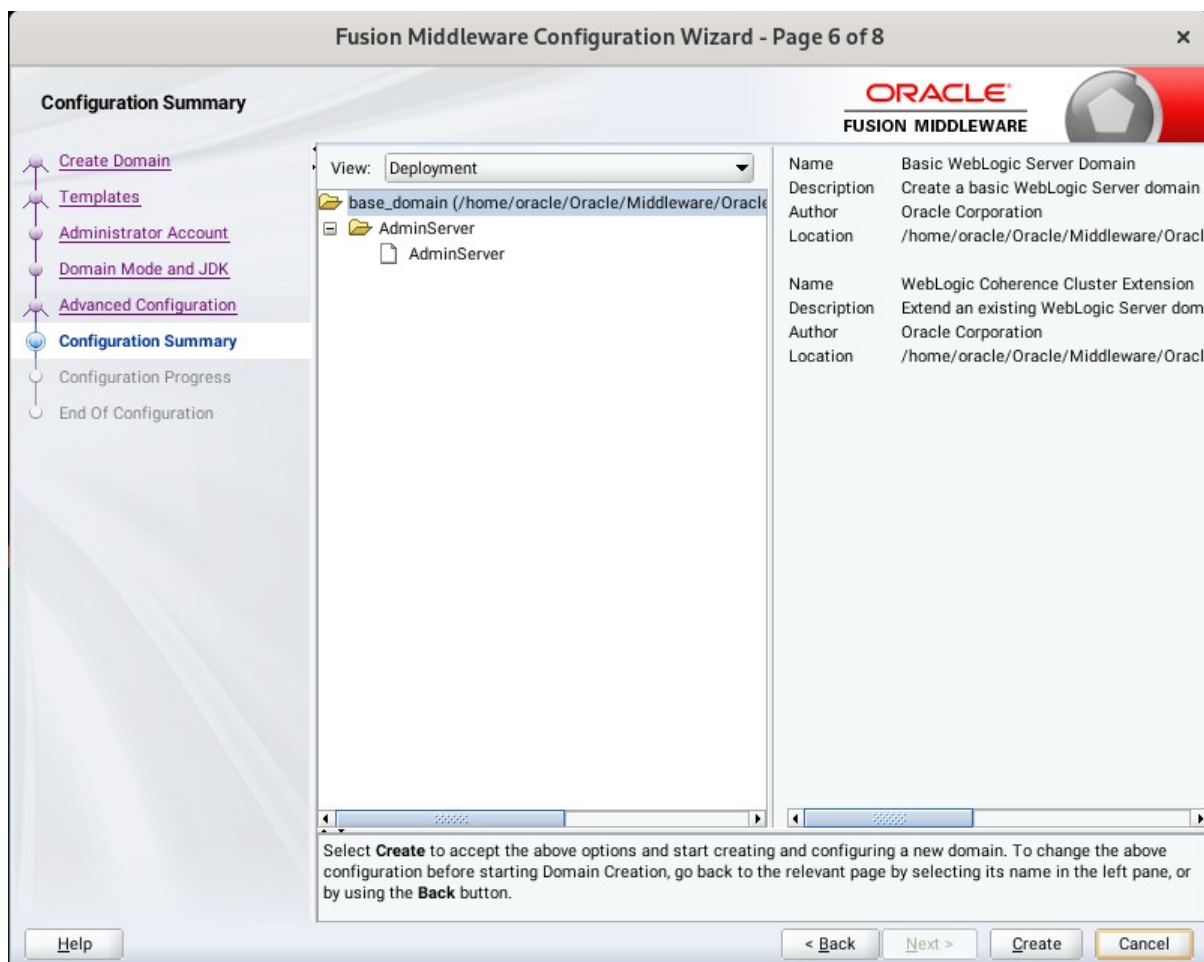 Fusion Middleware Configuration Wizard - Page 6 of 8
Configuration Summary
ORACLE
FUSION MIDDLEWARE
Create Domain
Templates
Administrator Account
Domain Mode and JDK
Advanced Configuration
Configuration Summary
Configuration Progress
End Of Configuration
View: Deployment
base_domain (/home/oracle/Oracle/Middleware/Oracle
AdminServer
AdminServer
Name Basic WebLogic Server Domain
Description Create a basic WebLogic Server domain
Author Oracle Corporation
Location /home/oracle/Oracle/Middleware/Oracl
Name WebLogic Coherence Cluster Extension
Description Extend an existing WebLogic Server dom
Author Oracle Corporation
Location /home/oracle/Oracle/Middleware/Oracl
Select Create to accept the above options and start creating and configuring a new domain. To change the above
configuration before starting Domain Creation, go back to the relevant page by selecting its name in the left pane, or
by using the Back button.
Help
< Back Next > Create Cancel